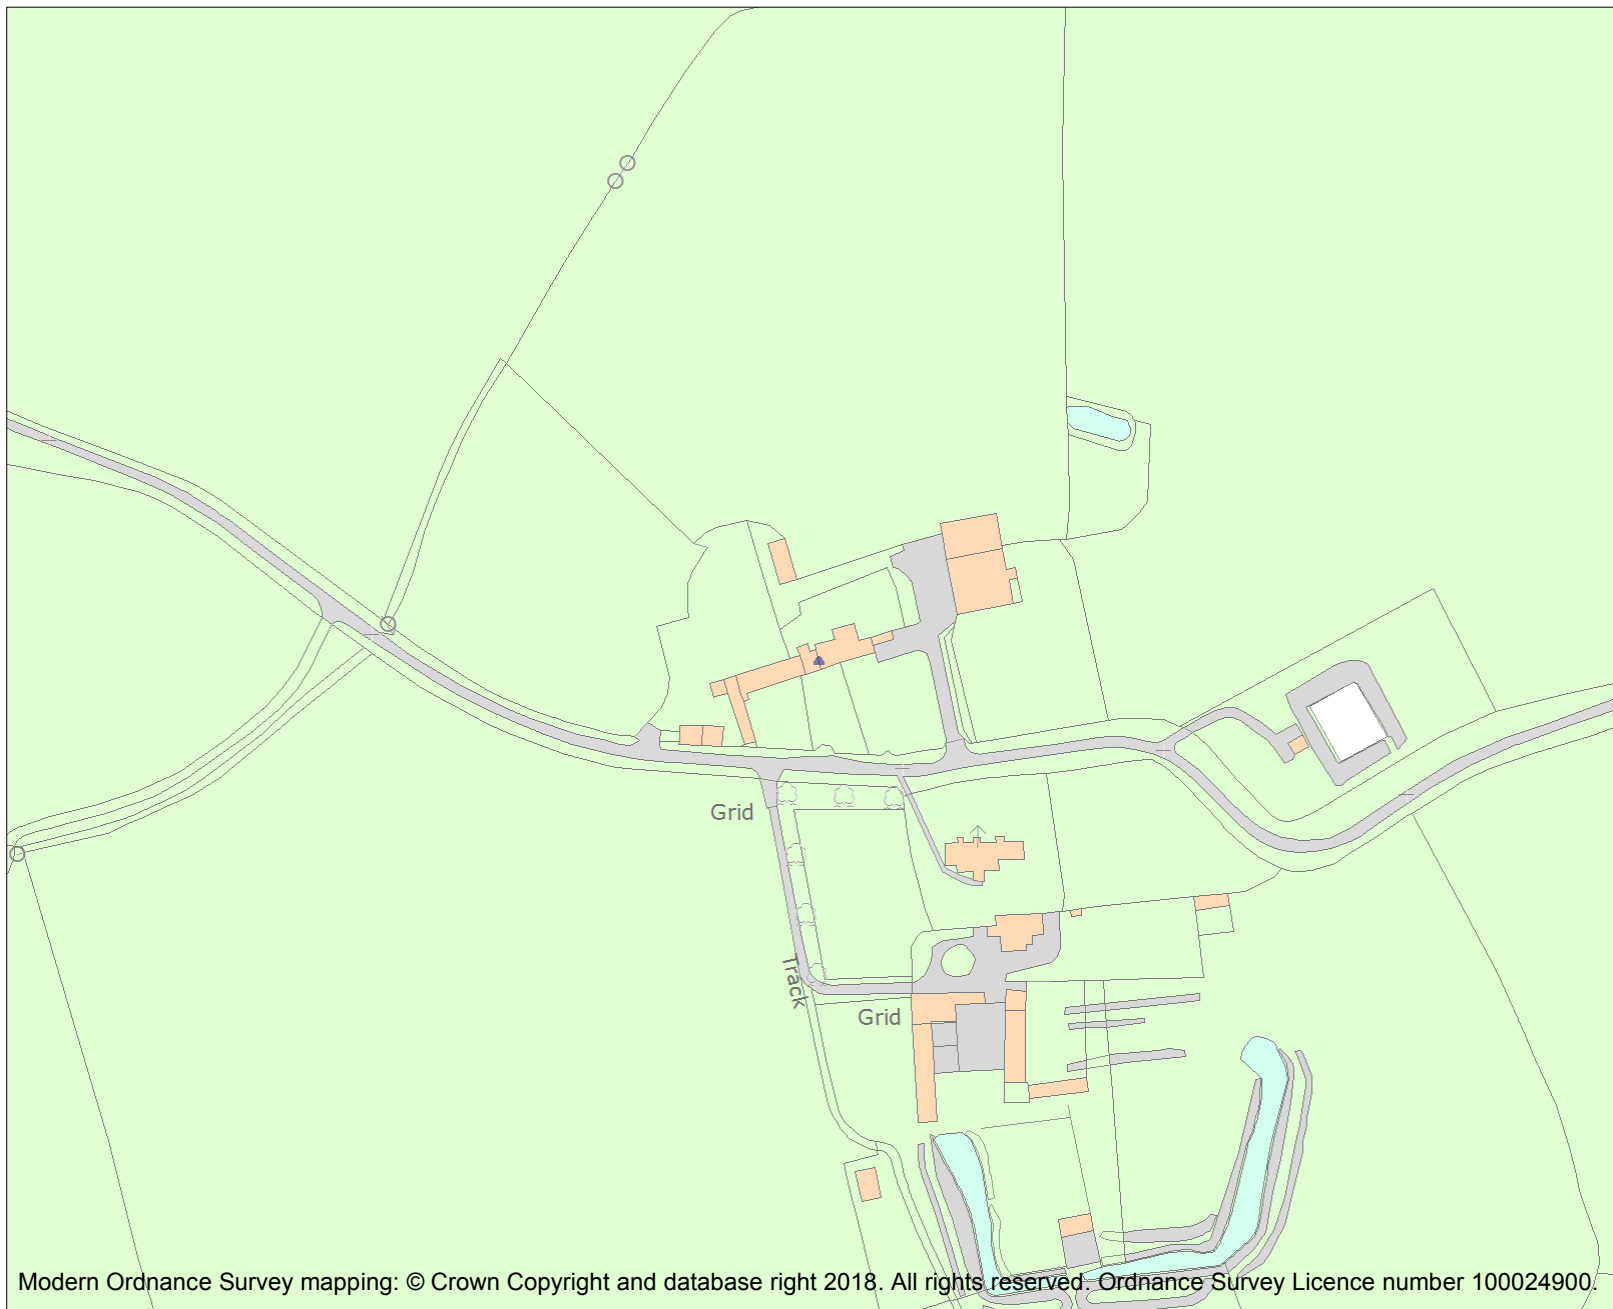 Grid
Track
Grid
Modern Ordnance Survey mapping: © Crown Copyright and database right 2018. All rights reserved. Ordnance Survey Licence number 100024900.